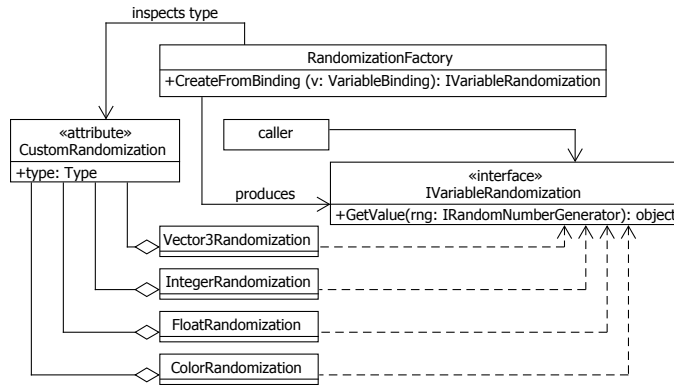 inspects type
RandomizationFactory
+CreateFromBinding (v: VariableBinding): IVariableRandomization
«attribute»
CustomRandomization
+type: Type
caller
«interface»
IVariableRandomization
+GetValue(rng: IRandomNumberGenerator): object
produces
Vector3Randomization
IntegerRandomization
FloatRandomization
ColorRandomization